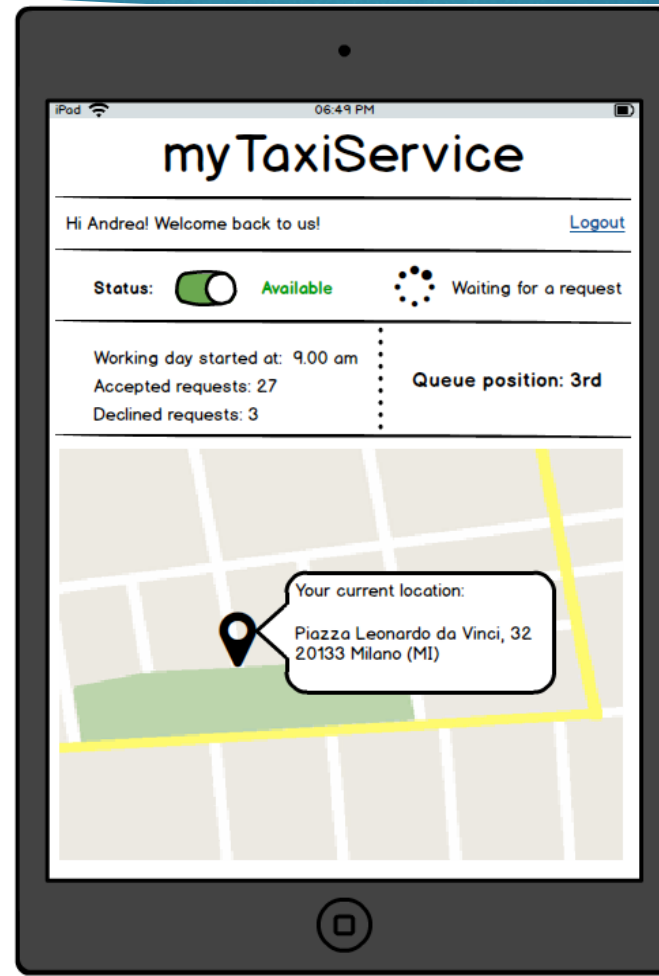 iPad 06:49 PM
myTaxiService
Hi Andrea! Welcome back to us! Logout
Status: Available Waiting for a request
Working day started at: 9.00 am
Accepted requests: 27
Declined requests: 3
Queue position: 3rd
Your current location:
Piazza Leonardo da Vinci, 32
20133 Milano (MI)